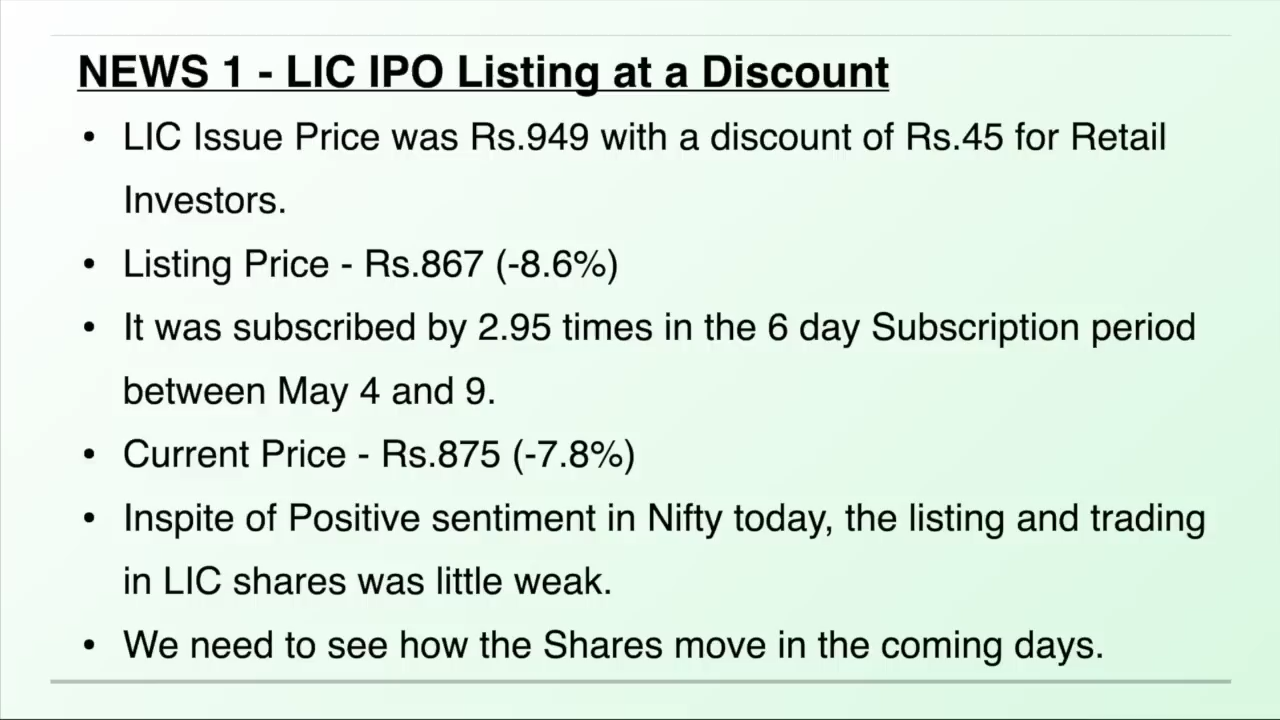 NEWS 1 - LIC IPO Listing at a Discount
• LIC Issue Price was Rs.949 with a discount of Rs.45 for Retail
Investors.
• Listing Price - Rs.867 (-8.6%)
• It was subscribed by 2.95 times in the 6 day Subscription period
between May 4 and 9.
• Current Price - Rs.875 (-7.8%)
• Inspite of Positive sentiment in Nifty today, the listing and trading
in LIC shares was little weak.
• We need to see how the Shares move in the coming days.